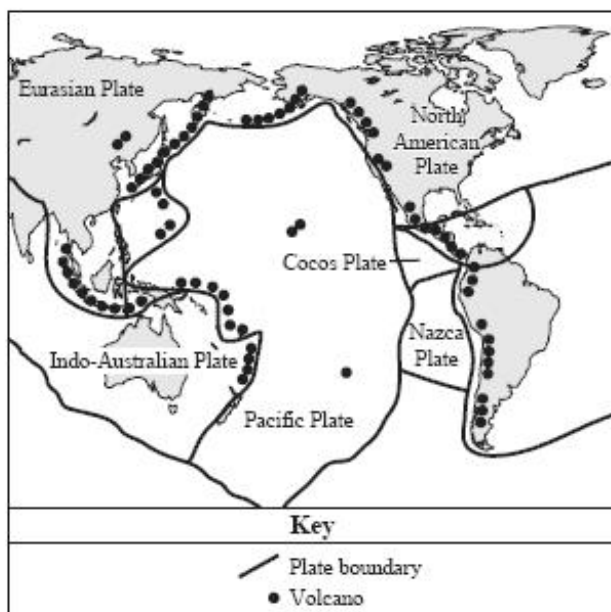 Eurasian Plate
North
American
Plate
Cocos Plate
Nazca
Plate
Indo-Australian Plate
Pacific Plate
Key
Plate boundary
Volcano